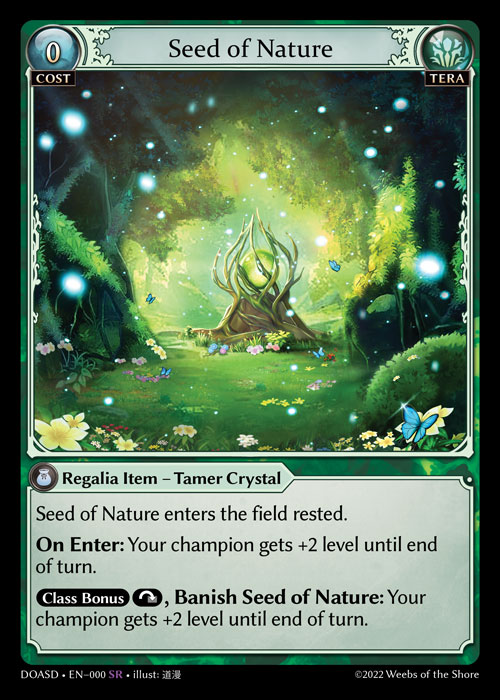 0
Seed of Nature
COST
TERA
Regalia Item – Tamer Crystal
Seed of Nature enters the field rested.
On Enter: Your champion gets +2 level until end
of turn.
Class Bonus , Banish Seed of Nature: Your
champion gets +2 level until end of turn.
DOASD • EN–000 SR • illust: 道漫
©2022 Weebs of the Shore